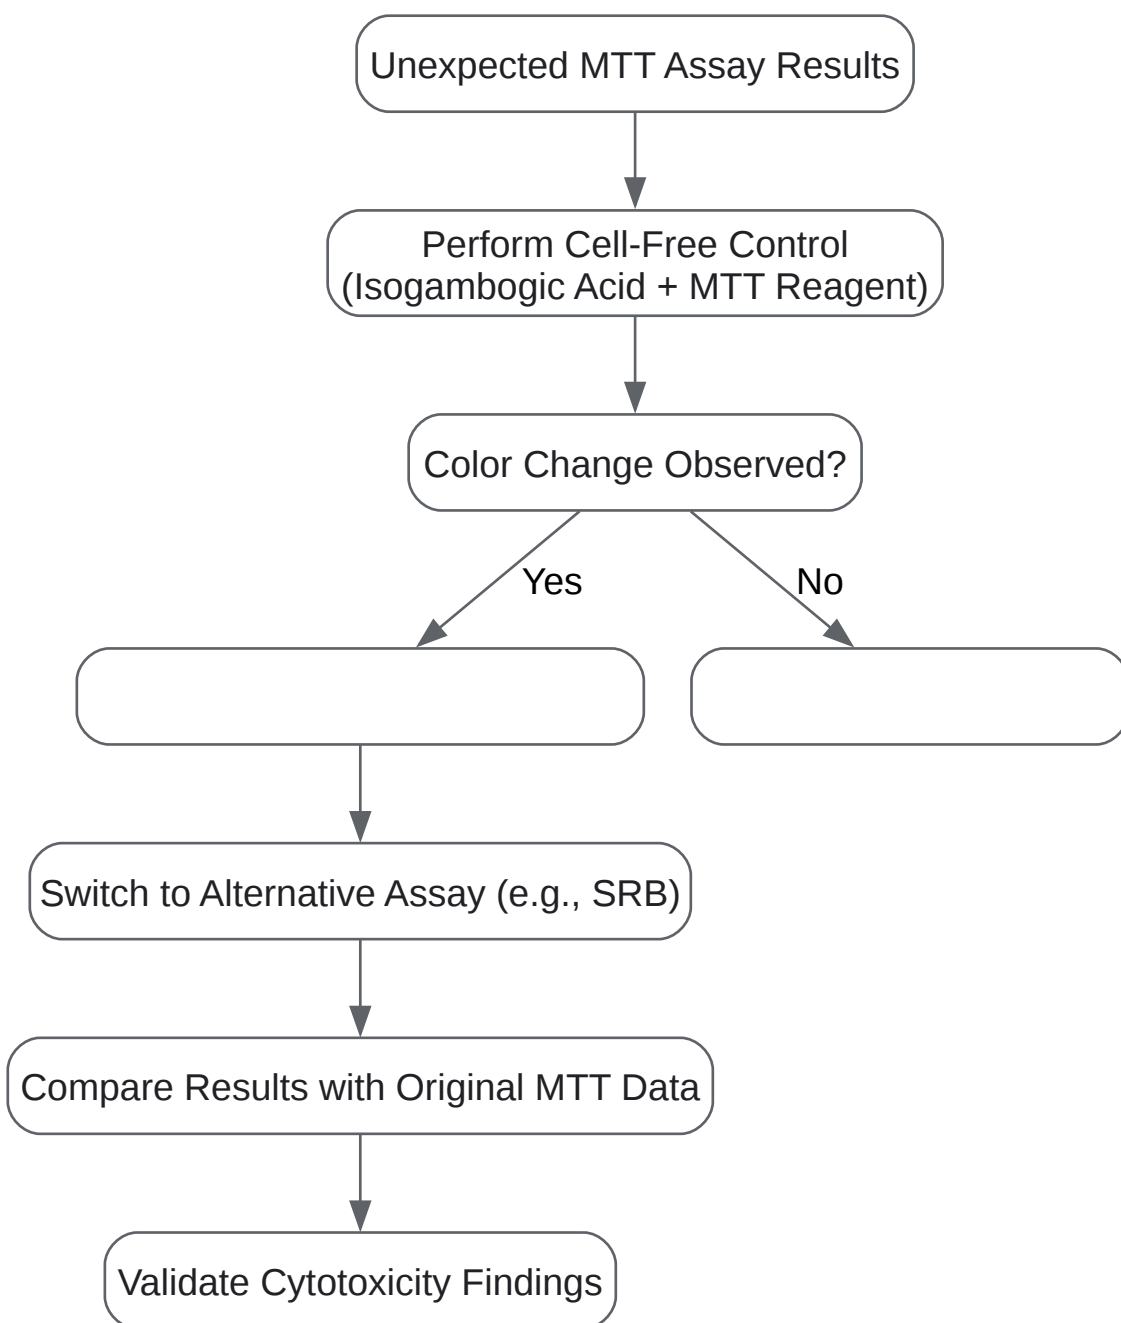 Unexpected MTT Assay Results
Perform Cell-Free Control
(Isogambogic Acid + MTT Reagent)
Color Change Observed?
Yes
No
Switch to Alternative Assay (e.g., SRB)
Compare Results with Original MTT Data
Validate Cytotoxicity Findings